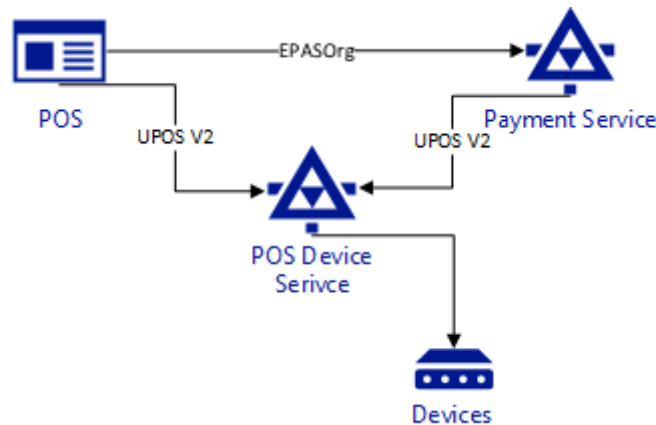 EPASOrg
POS
Payment Service
UPOS V2
UPOS V2
POS Device
Serivce
Devices